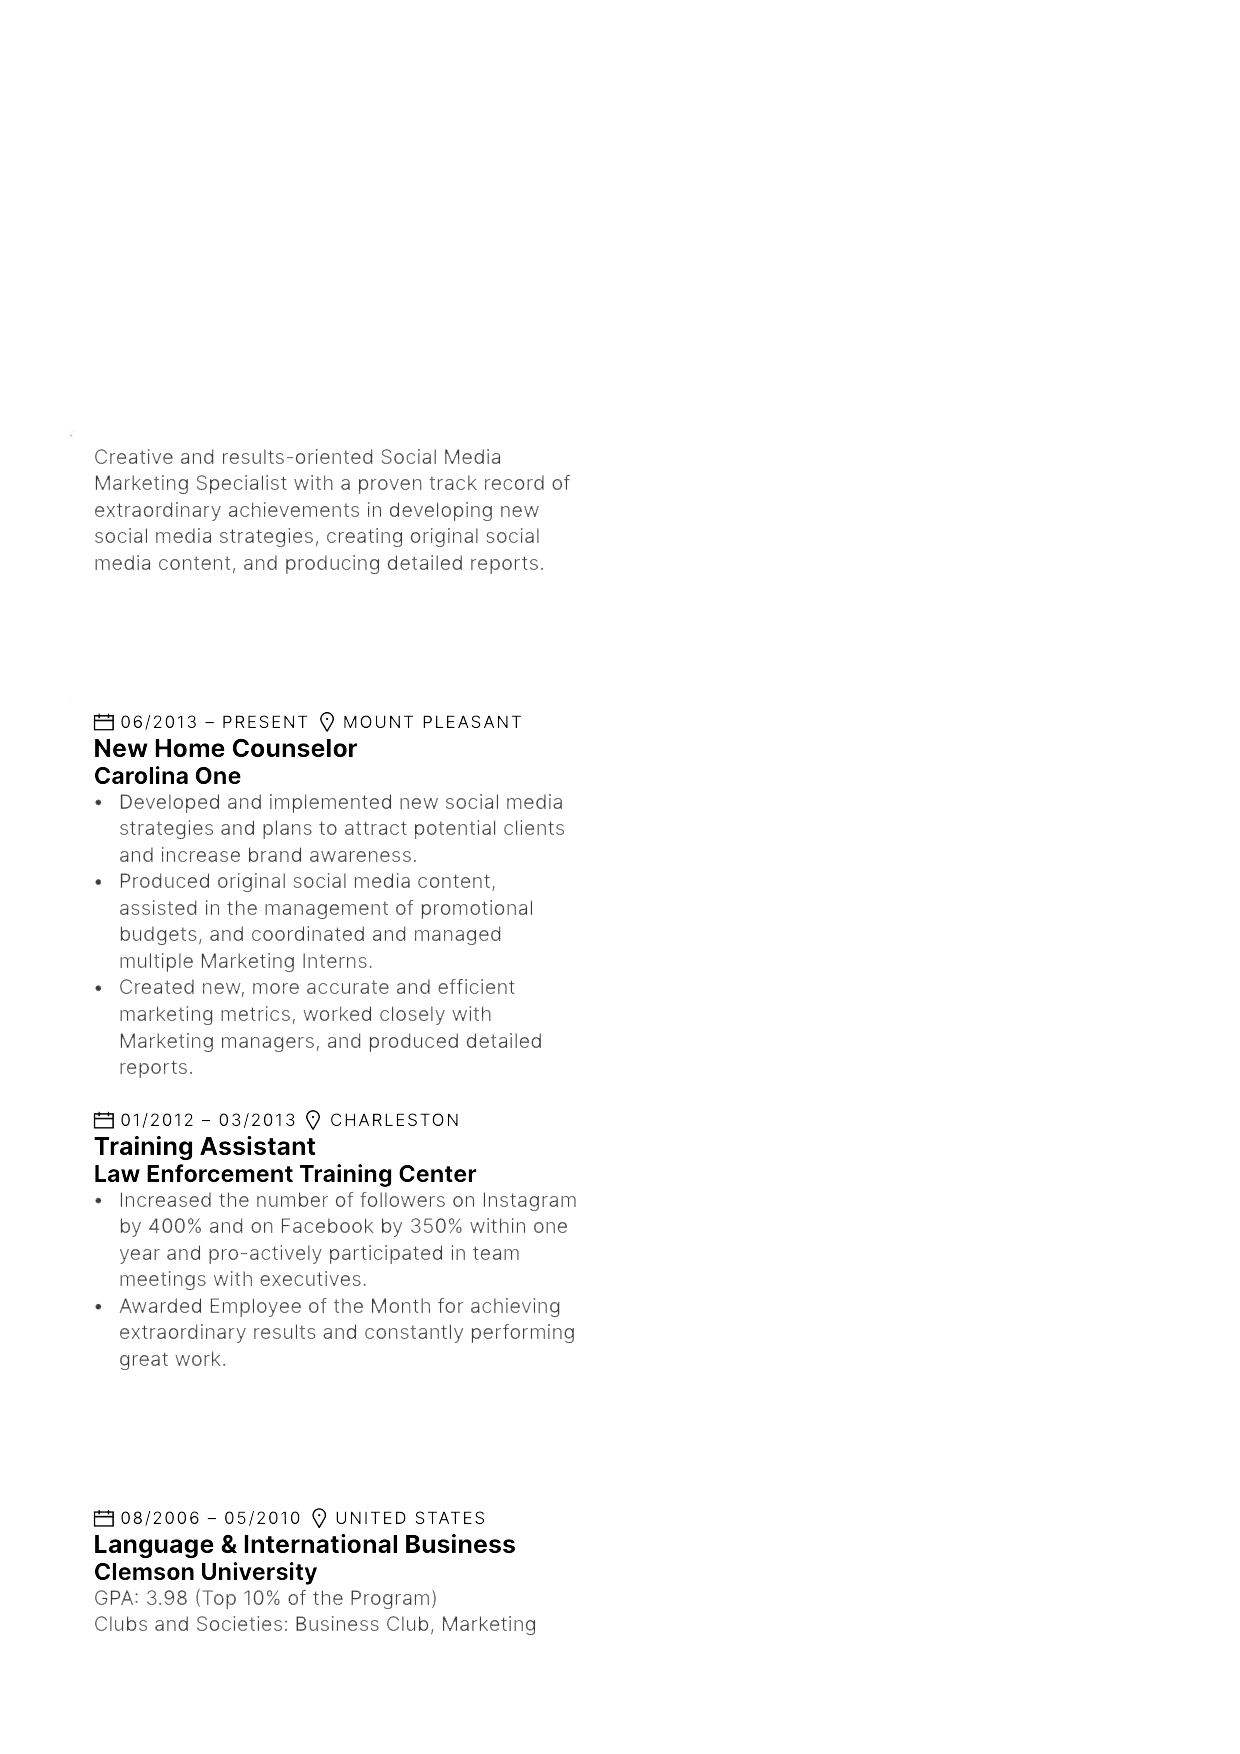 Creative and results-oriented Social Media
Marketing Specialist with a proven track record of
extraordinary achievements in developing new
social media strategies, creating original social
media content, and producing detailed reports.
06/2013 – PRESENT MOUNT PLEASANT
New Home Counselor
Carolina One
• Developed and implemented new social media
strategies and plans to attract potential clients
and increase brand awareness.
• Produced original social media content,
assisted in the management of promotional
budgets, and coordinated and managed
multiple Marketing Interns.
• Created new, more accurate and efficient
marketing metrics, worked closely with
Marketing managers, and produced detailed
reports.
01/2012 – 03/2013 CHARLESTON
Training Assistant
Law Enforcement Training Center
• Increased the number of followers on Instagram
by 400% and on Facebook by 350% within one
year and pro-actively participated in team
meetings with executives.
• Awarded Employee of the Month for achieving
extraordinary results and constantly performing
great work.
08/2006 – 05/2010 UNITED STATES
Language & International Business
Clemson University
GPA: 3.98 (Top 10% of the Program)
Clubs and Societies: Business Club, Marketing